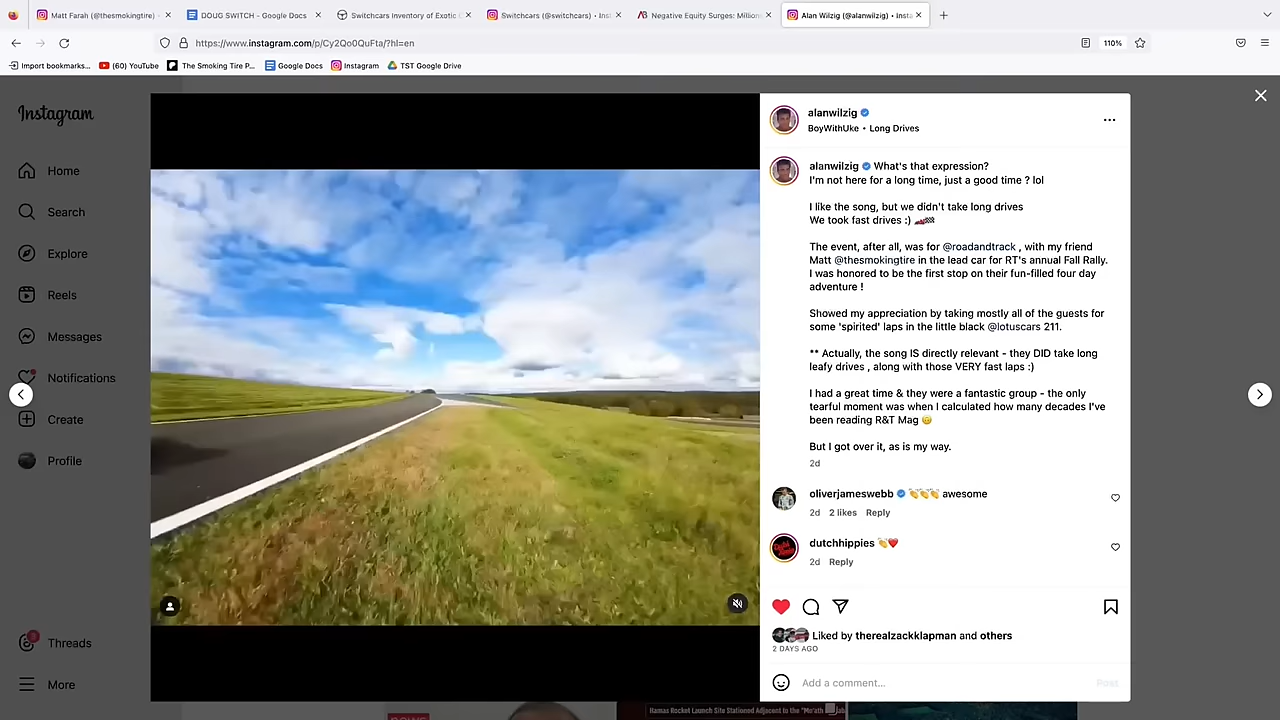 Matt Farah (@thesmokingtire) •
DOUG SWITCH - Google Docs
Switchcars Inventory of Exotic C
Switchcars (@switchcars) • Inst
Negative Equity Surges: Million
Alan Wilzig (@alanwilzig) • Insta
https://www.instagram.com/p/Cy2Qo0QuFta/?hl=en
110%
Import bookmarks...
(60) YouTube
The Smoking Tire P...
Google Docs
Instagram
TST Google Drive
Instagram
Home
Search
Explore
Reels
Messages
Notifications
Create
Profile
Threads
More
alanwilzig
BoyWithUke • Long Drives
alanwilzig What's that expression?
I'm not here for a long time, just a good time ? lol
I like the song, but we didn't take long drives
We took fast drives :) 🏎️🏁
The event, after all, was for @roadandtrack , with my friend
Matt @thesmokingtire in the lead car for RT's annual Fall Rally.
I was honored to be the first stop on their fun-filled four day
adventure !
Showed my appreciation by taking mostly all of the guests for
some 'spirited' laps in the little black @lotuscars 211.
** Actually, the song IS directly relevant - they DID take long
leafy drives , along with those VERY fast laps :)
I had a great time & they were a fantastic group - the only
tearful moment was when I calculated how many decades I've
been reading R&T Mag 🥲
But I got over it, as is my way.
2d
oliverjameswebb 👏👏👏 awesome
2d 2 likes Reply
dutchhippies 👏❤️
2d Reply
Liked by therealzackklapman and others
2 DAYS AGO
Add a comment...
Post
Hamas Rocket Launch Site Stationed Adjacent to the